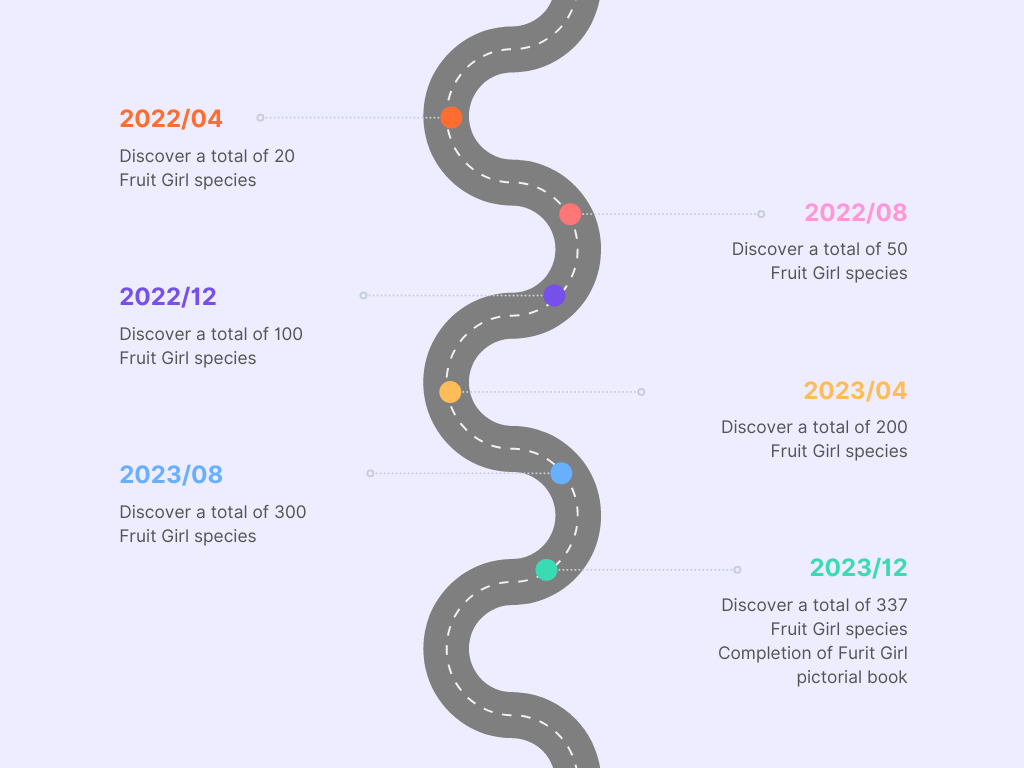 2022/04
Discover a total of 20
Fruit Girl species
2022/08
Discover a total of 50
Fruit Girl species
2022/12
Discover a total of 100
Fruit Girl species
2023/04
Discover a total of 200
Fruit Girl species
2023/08
Discover a total of 300
Fruit Girl species
2023/12
Discover a total of 337
Fruit Girl species
Completion of Furit Girl
pictorial book